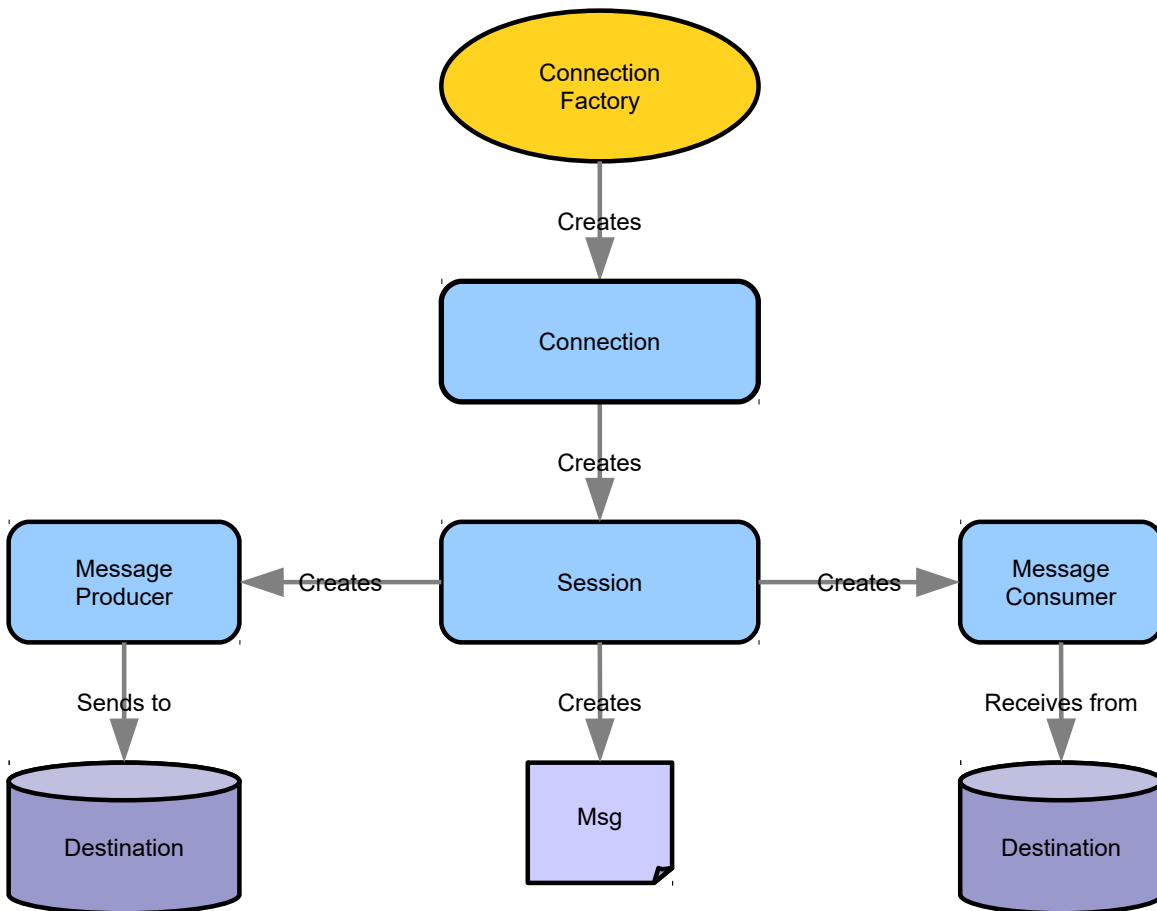 Connection
Factory
Creates
Connection
Creates
Message
Producer
Creates
Session
Creates
Message
Consumer
Sends to
Creates
Receives from
Destination
Msg
Destination